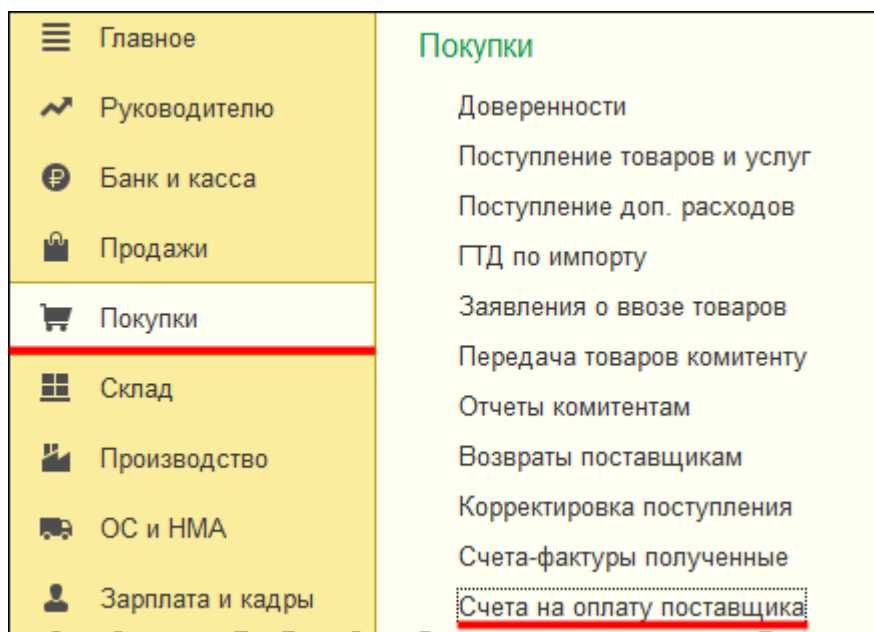 Главное
Руководителю
Банк и касса
Продажи
Покупки
Склад
Производство
ОС и НМА
Зарплата и кадры
Покупки
Доверенности
Поступление товаров и услуг
Поступление доп. расходов
ГТД по импорту
Заявления о ввозе товаров
Передача товаров комитенту
Отчеты комитентам
Возвраты поставщикам
Корректировка поступления
Счета-фактуры полученные
Счета на оплату поставщика